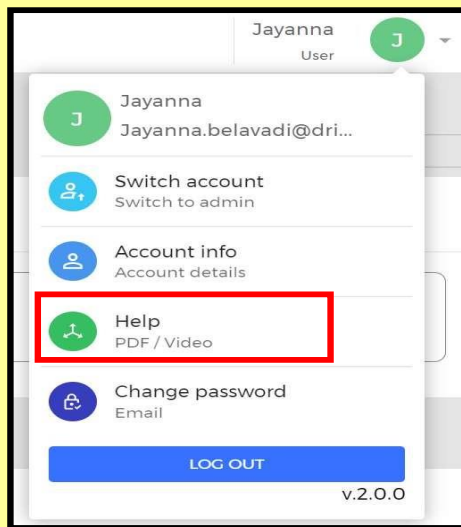 Jayanna
User
J
J
Jayanna
Jayanna.belavadi@dri...
Switch account
Switch to admin
Account info
Account details
Help
PDF / Video
Change password
Email
LOG OUT
v.2.0.0